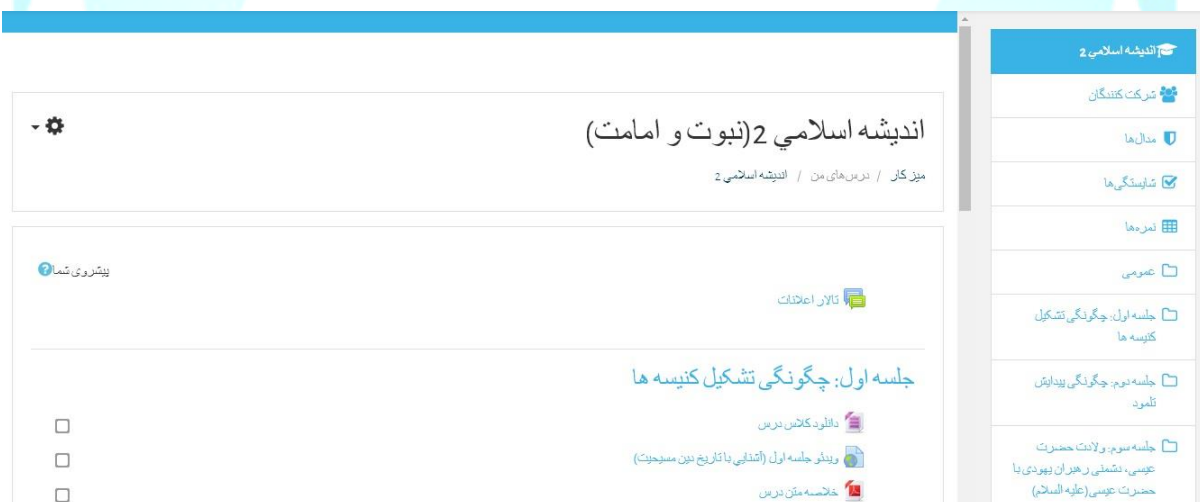 اندیشه اسلامي 2
شرکت کنندگان
مدال‌ها
شایستگی‌ها
نمره‌ها
عمومی
جلسه اول: چگونگی تشکیل
کنیسه ها
جلسه دوم: چگونگی پیدایش
تلمود
جلسه سوم: ولادت حضرت
عیسی، دشمنی رهبران یهودی با
حضرت عیسی(علیه السلام)
اندیشه اسلامي 2(نبوت و امامت)
میز کار / درس‌های من / اندیشه اسلامي 2
پیشروی شما
تالار اعلانات
جلسه اول: چگونگی تشکیل کنیسه ها
دانلود کلاس درس
ویدئو جلسه اول (آشنایی با تاریخ دین مسیحیت)
خلاصه متن درس